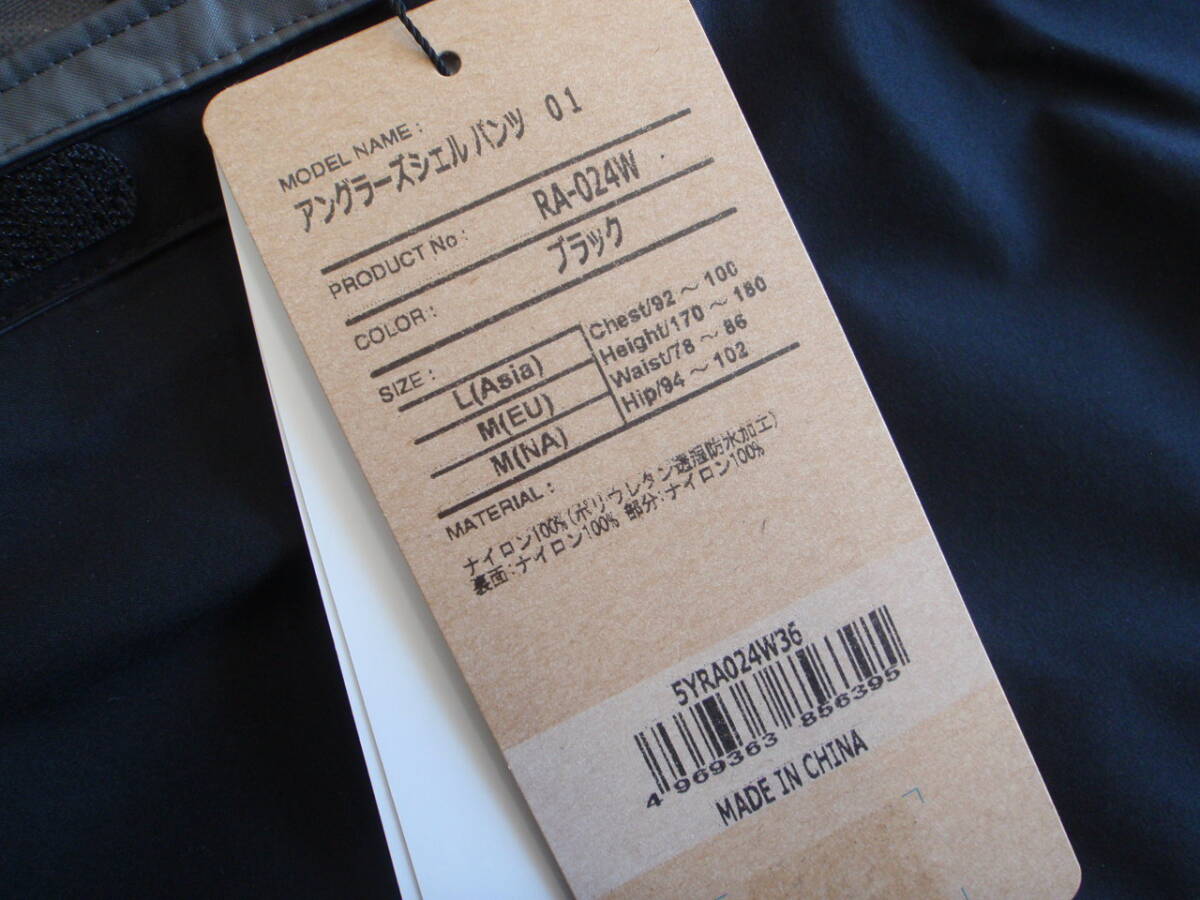 MODEL NAME :
アングラーズシェルパンツ 01
PRODUCT No : RA-024W
COLOR : ブラック
SIZE : L(Asia) Chest/92 ～ 100
M(EU) Height/170 ～ 180
M(NA) Waist/78 ～ 86
Hip/94 ～ 102
MATERIAL :
ナイロン100%(ポリウレタン透湿防水加工)
裏面:ナイロン100% 部分:ナイロン100%
5YRA024W36
4 969363 856395
MADE IN CHINA